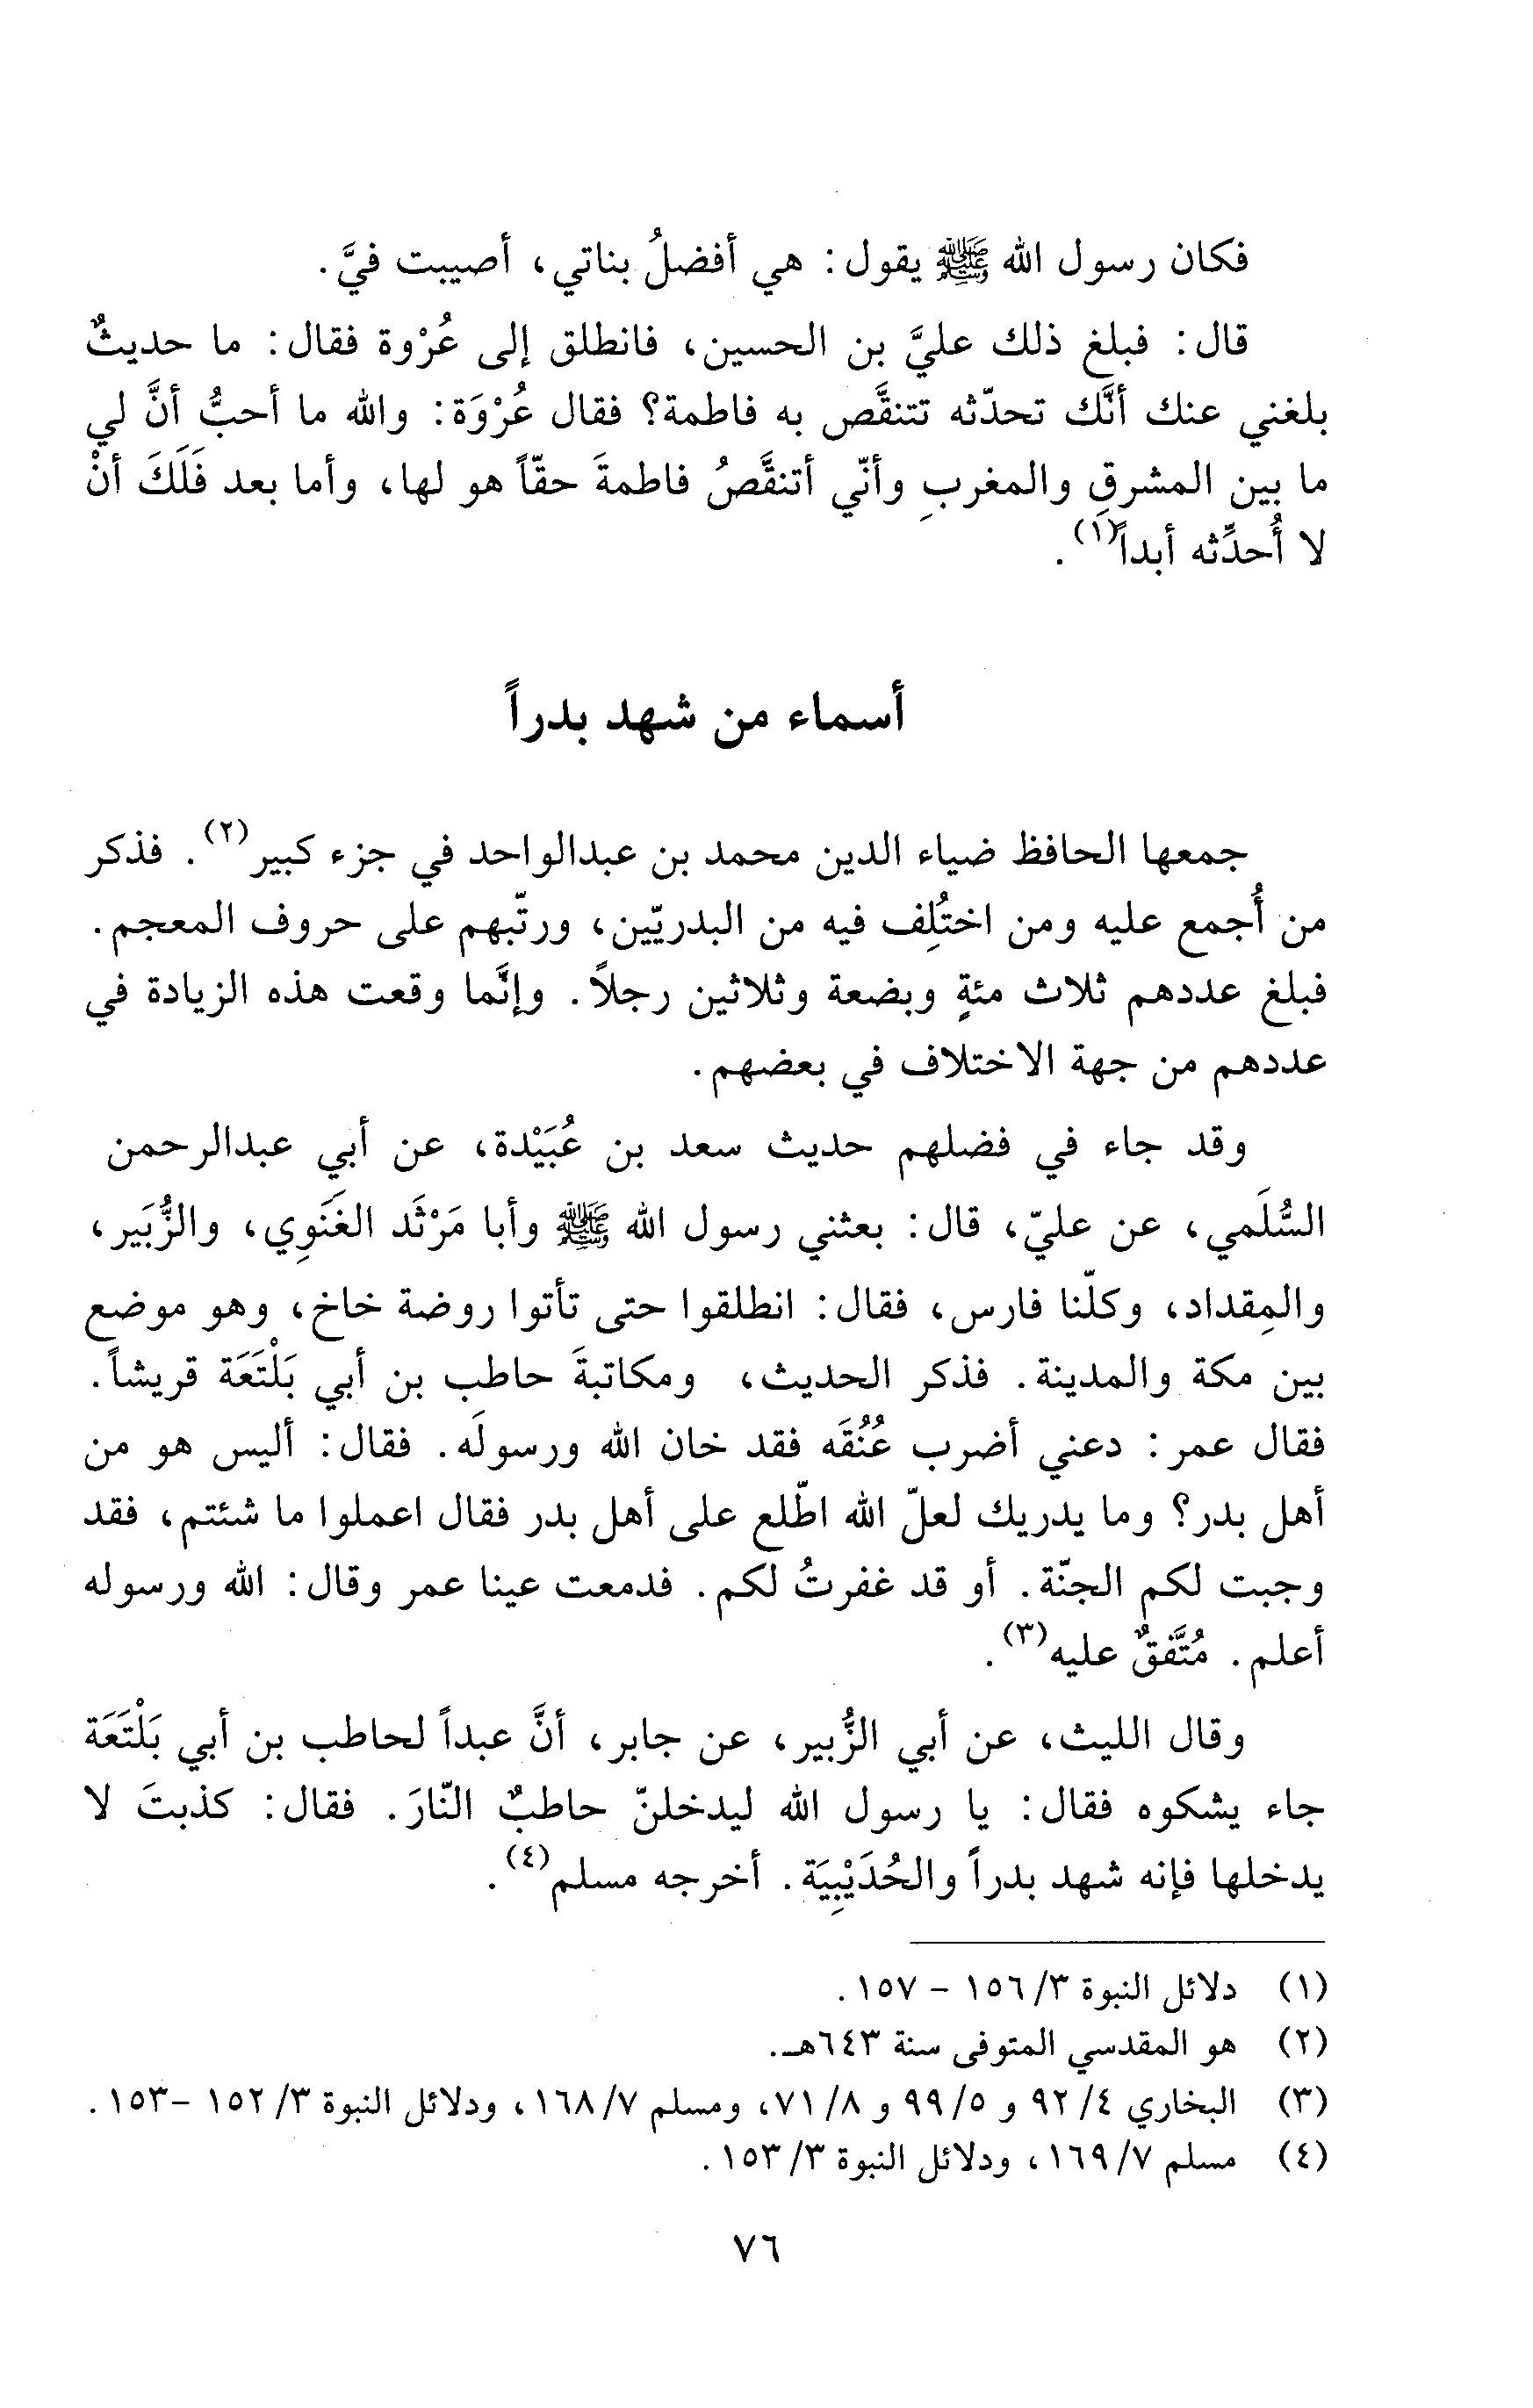 فكان رسول الله ﷺ يقول: هي أفضلُ بناتي، أصيبت فيَّ.
قال: فبلغ ذلك عليَّ بن الحسين، فانطلق إلى عُرْوة فقال: ما حديثٌ
بلغني عنك أنَّك تحدّثه تتنقَّص به فاطمة؟ فقال عُرْوَة: والله ما أحبُّ أنَّ لي
ما بين المشرقِ والمغربِ وأنّي أتنقَّصُ فاطمةَ حقّاً هو لها، وأما بعد فَلَكَ أنْ
لا أُحدِّثه أبداً(١).
أسماء من شهد بدراً
جمعها الحافظ ضياء الدين محمد بن عبدالواحد في جزء كبير(٢). فذكر
من أُجمع عليه ومن اختُلِف فيه من البدريّين، ورتّبهم على حروف المعجم.
فبلغ عددهم ثلاث مئةٍ وبضعة وثلاثين رجلاً. وإنَّما وقعت هذه الزيادة في
عددهم من جهة الاختلاف في بعضهم.
وقد جاء في فضلهم حديث سعد بن عُبَيْدة، عن أبي عبدالرحمن
السُّلَمي، عن عليّ، قال: بعثني رسول الله ﷺ وأبا مَرْثَد الغَنَوِي، والزُّبَير،
والمِقداد، وكلّنا فارس، فقال: انطلقوا حتى تأتوا روضة خاخ، وهو موضع
بين مكة والمدينة. فذكر الحديث، ومكاتبةَ حاطب بن أبي بَلْتَعَة قريشاً.
فقال عمر: دعني أضرب عُنُقَه فقد خان الله ورسولَه. فقال: أليس هو من
أهل بدر؟ وما يدريك لعلّ الله اطّلع على أهل بدر فقال اعملوا ما شئتم، فقد
وجبت لكم الجنّة. أو قد غفرتُ لكم. فدمعت عينا عمر وقال: الله ورسوله
أعلم. مُتَّفقٌ عليه(٣).
وقال الليث، عن أبي الزُّبير، عن جابر، أنَّ عبداً لحاطب بن أبي بَلْتَعَة
جاء يشكوه فقال: يا رسول الله ليدخلنّ حاطبٌ النّارَ. فقال: كذبتَ لا
يدخلها فإنه شهد بدراً والحُدَيْبِيَة. أخرجه مسلم(٤).
(١) دلائل النبوة ٣/ ١٥٦ - ١٥٧.
(٢) هو المقدسي المتوفى سنة ٦٤٣هـ.
(٣) البخاري ٤/ ٩٢ و ٥/ ٩٩ و ٨/ ٧١، ومسلم ٧/ ١٦٨، ودلائل النبوة ٣/ ١٥٢ -١٥٣.
(٤) مسلم ٧/ ١٦٩، ودلائل النبوة ٣/ ١٥٣.
٧٦